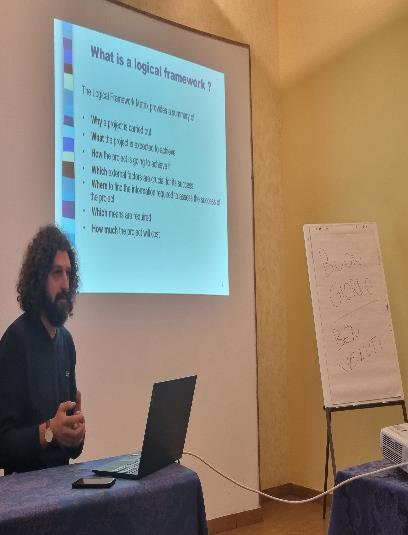 What is a logical framework ?
The Logical Framework Matrix provides a summary of
• Why a project is carried out
• What the project is expected to achieve
• How the project is going to achieve it
• Which external factors are crucial for its success
• Where to find the information required to assess the success of
the project
• Which means are required
• How much the project will cost